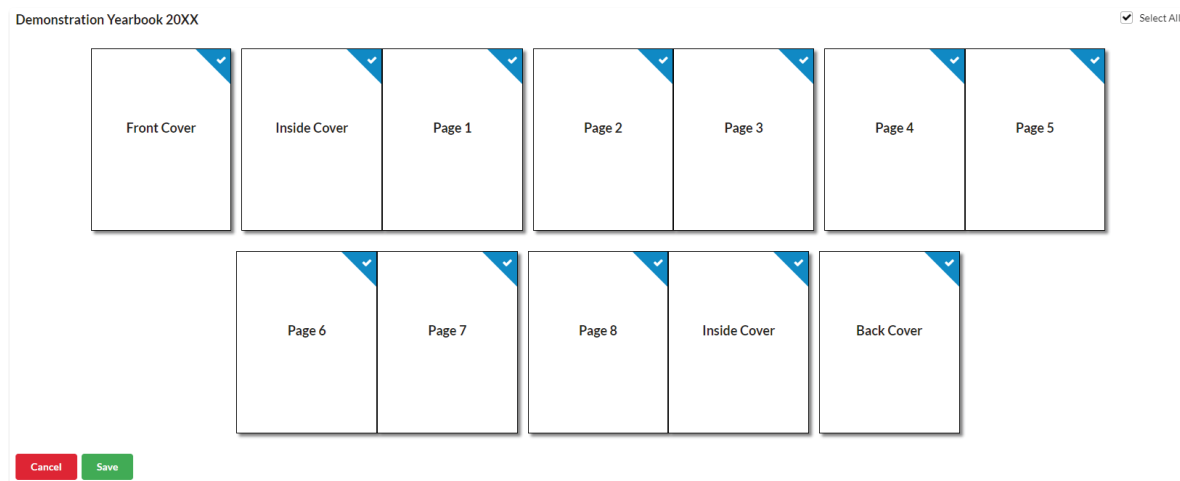 Demonstration Yearbook 20XX
Select All
Front Cover
Inside Cover
Page 1
Page 2
Page 3
Page 4
Page 5
Page 6
Page 7
Page 8
Inside Cover
Back Cover
Cancel
Save